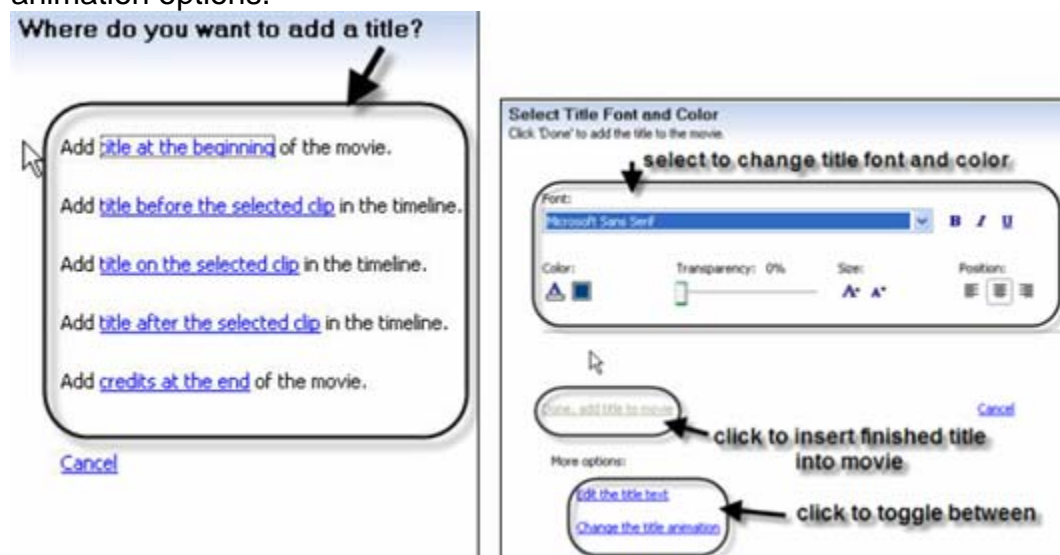 animation options.
Where do you want to add a title?
Add title at the beginning of the movie.
Add title before the selected clip in the timeline.
Add title on the selected clip in the timeline.
Add title after the selected clip in the timeline.
Add credits at the end of the movie.
Cancel
Select Title Font and Color
Click 'Done' to add the title to the movie.
select to change title font and color
Font:
Microsoft Sans Serif
B I U
Color: Transparency: 0% Size: Position:
A A A
Done, add title to movie Cancel
click to insert finished title
into movie
More options:
Edit the title text
Change the title animation
click to toggle between